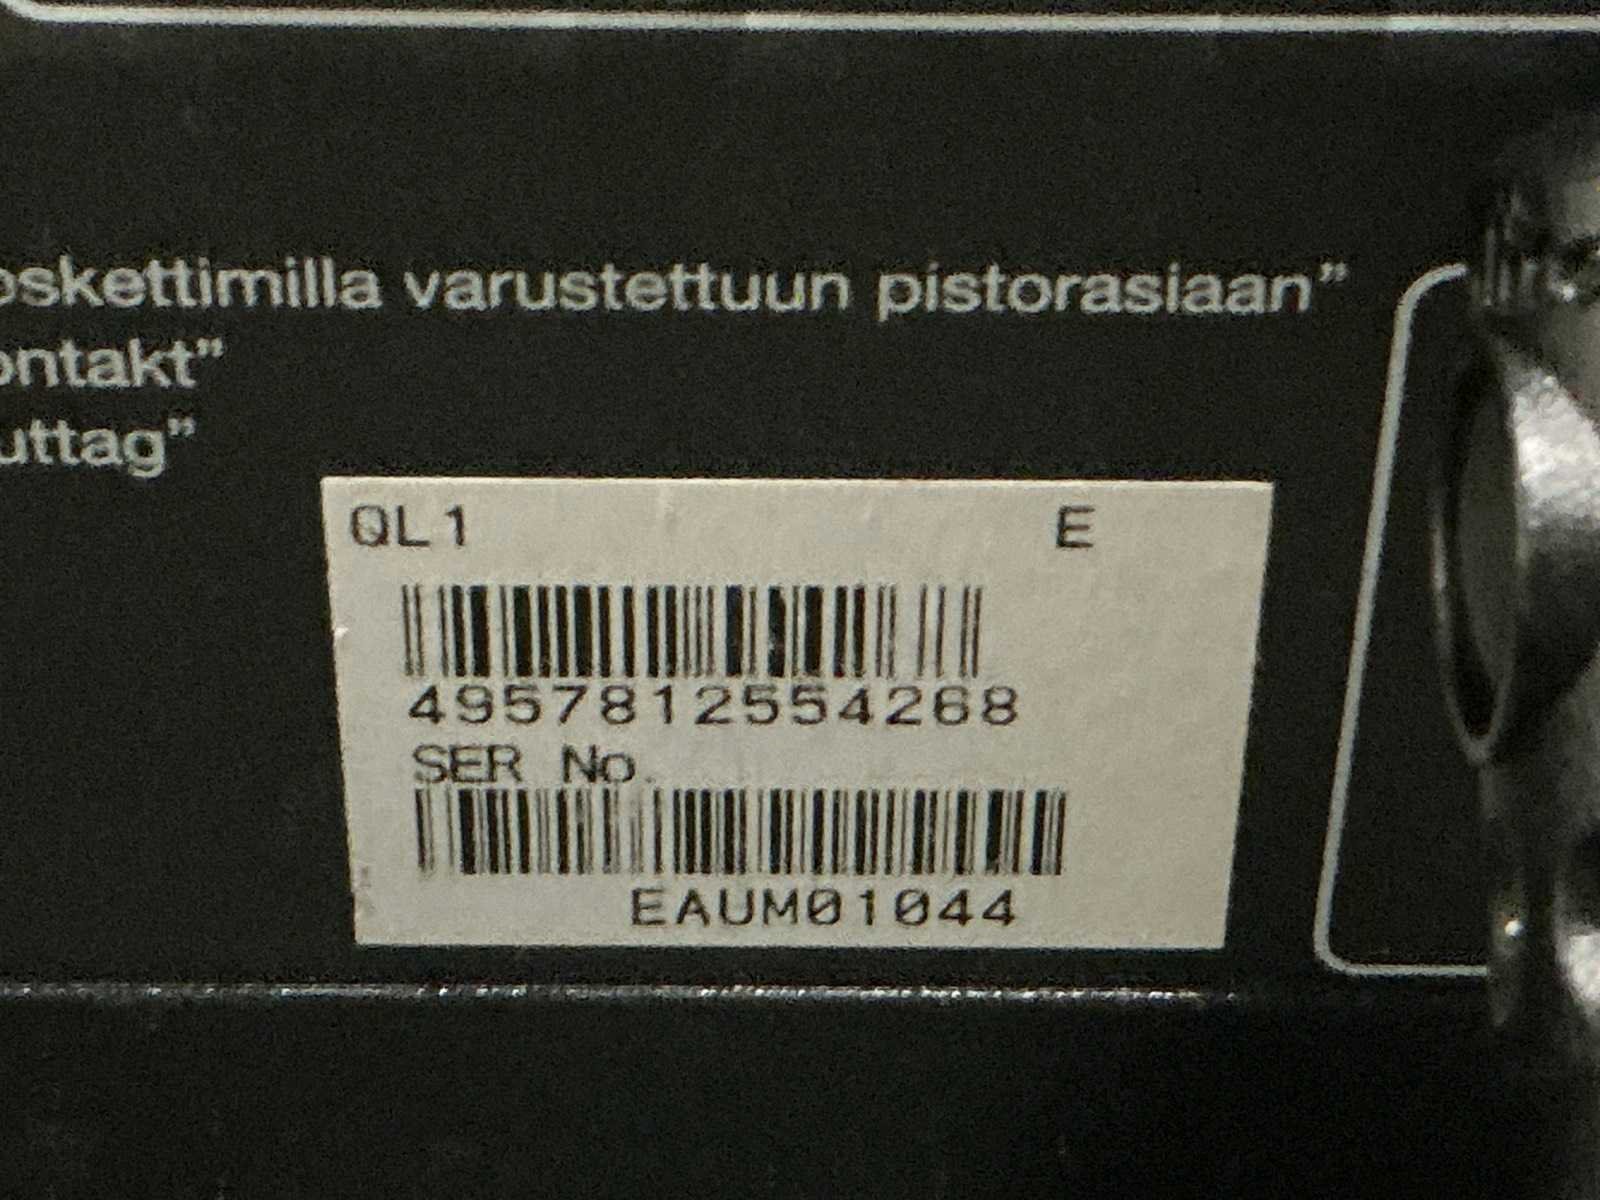 oskettimilla varustettuun pistorasiaan”
ontakt”
uttag”
QL1 E
4957812554268
SER No.
EAUM01044